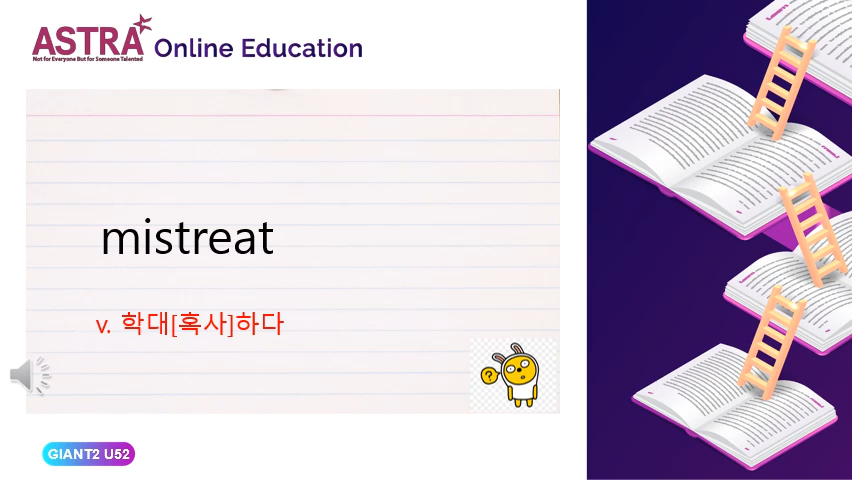 ASTRA Online Education
Not for Everyone But for Someone Talented
mistreat
v. 학대[혹사]하다
?
GIANT2 U52